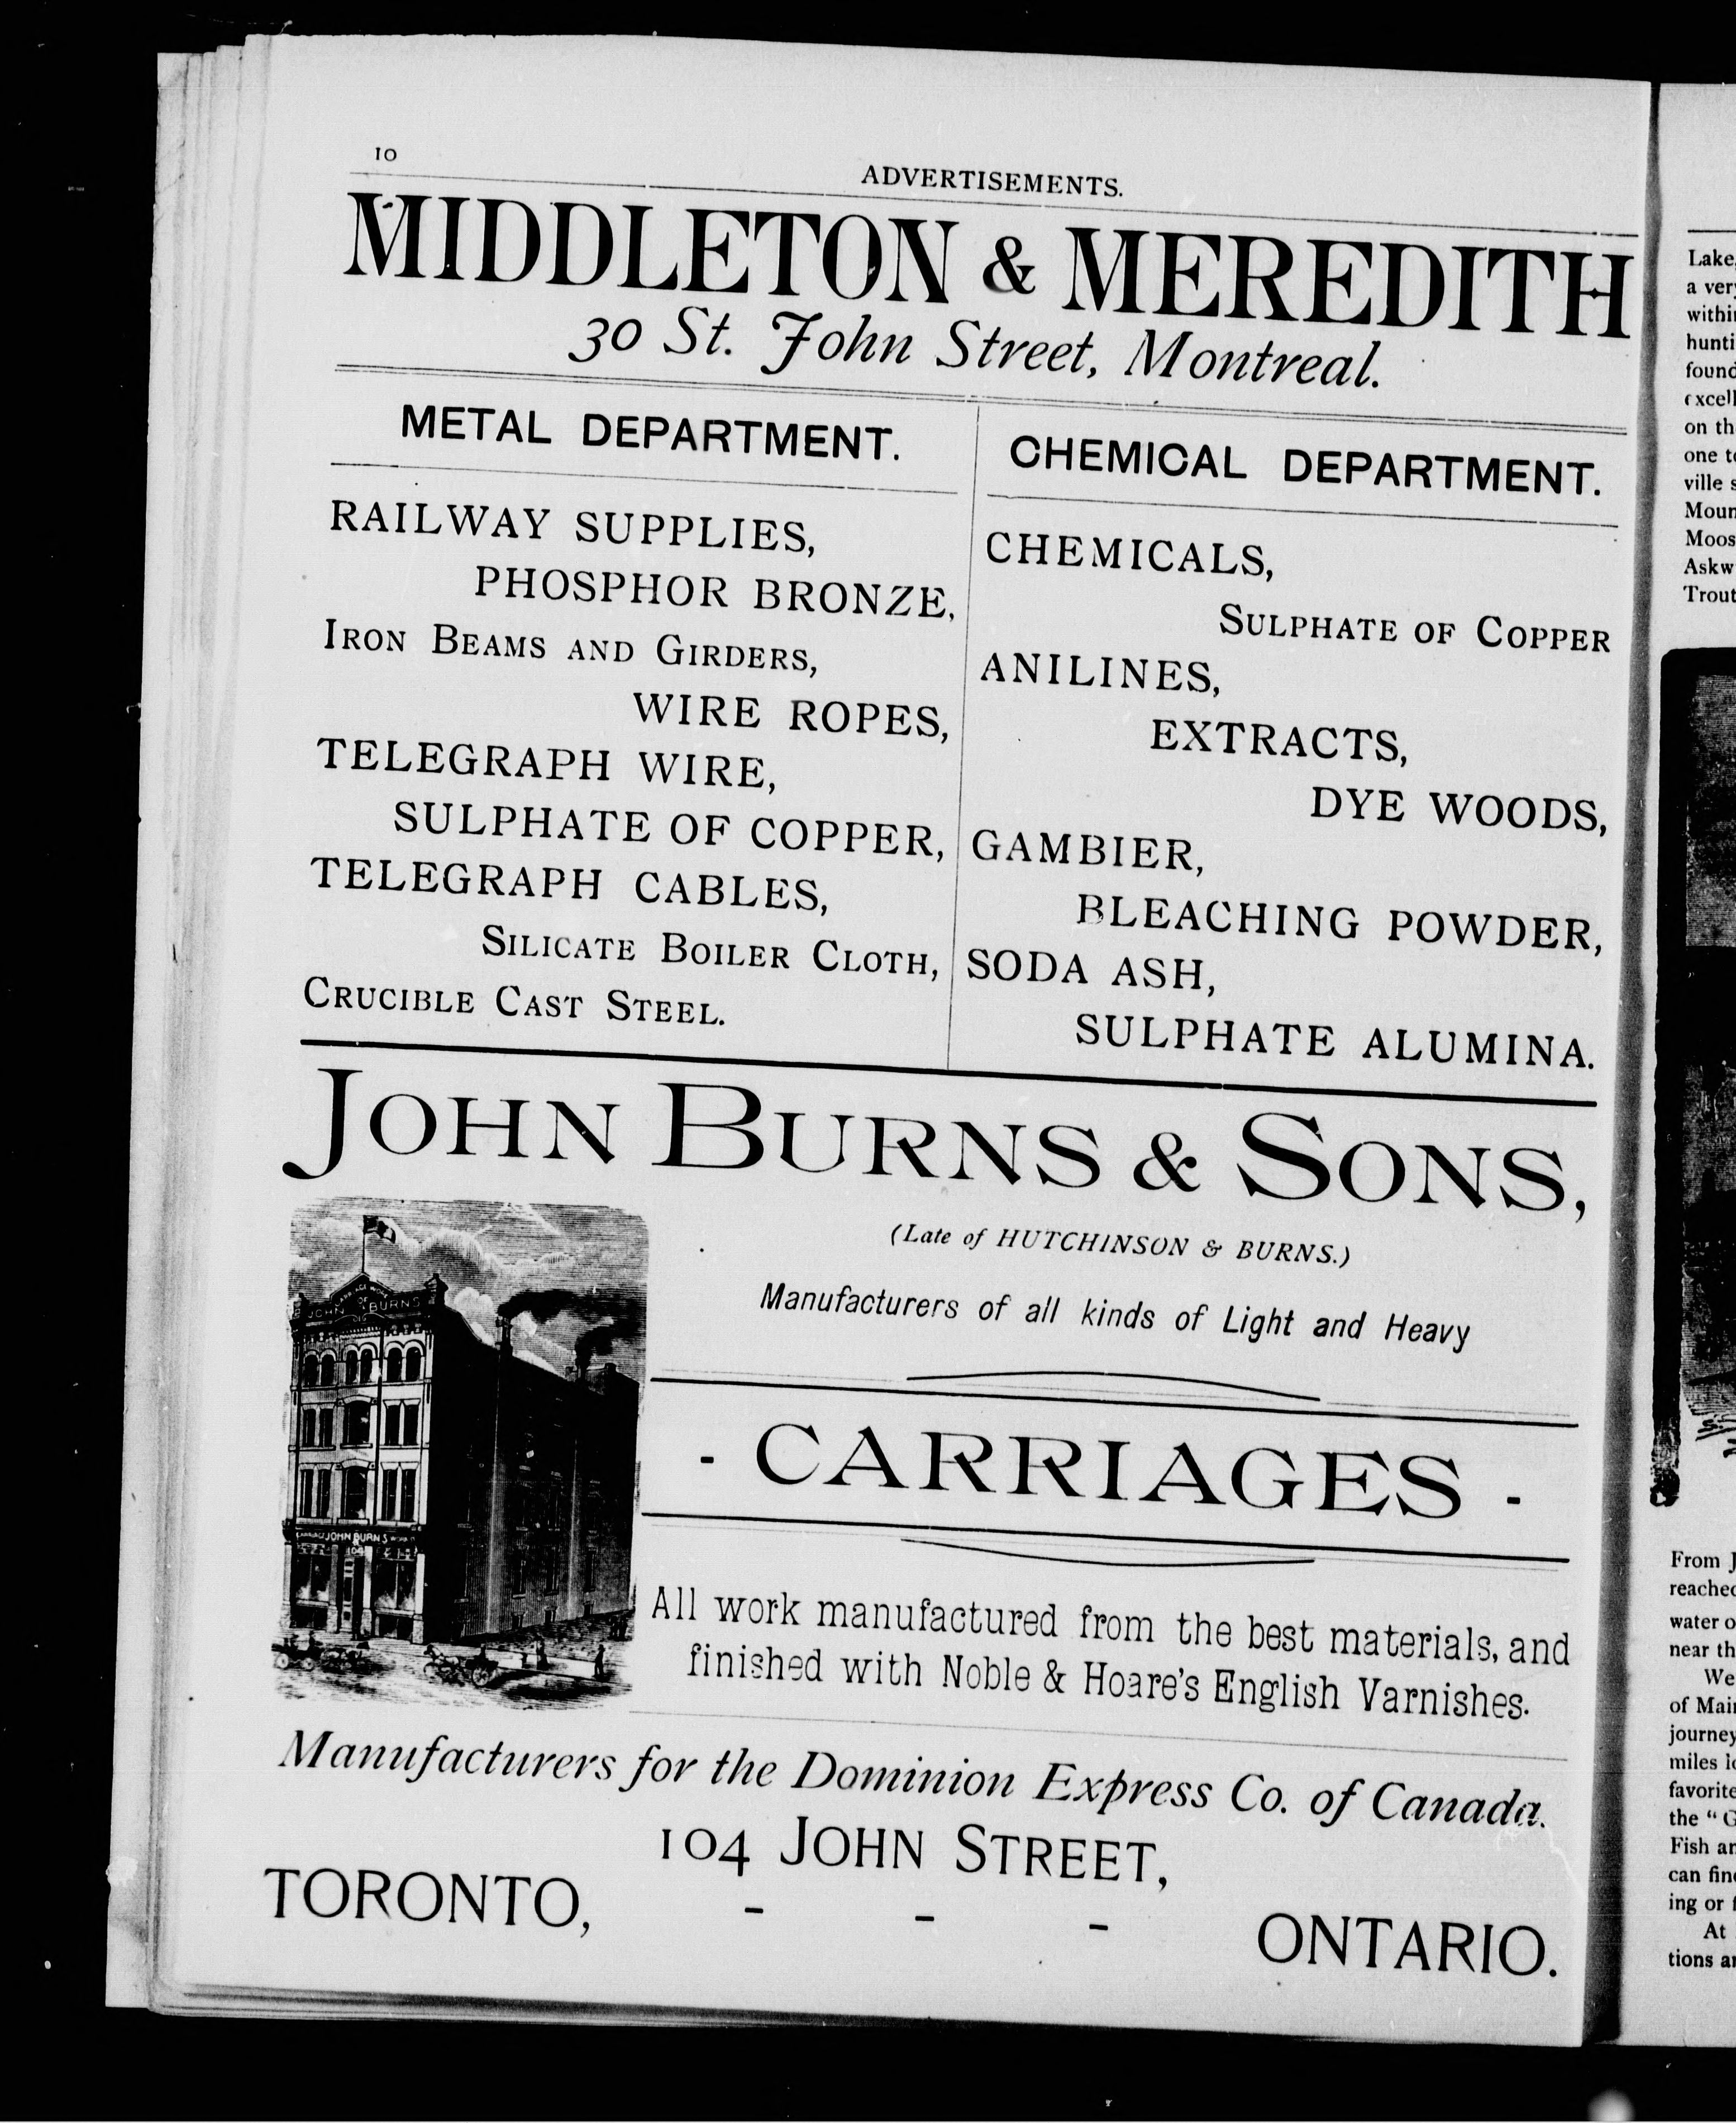 10
ADVERTISEMENTS.
MIDDLETON & MEREDITH
30 St. John Street, Montreal.
METAL DEPARTMENT.
RAILWAY SUPPLIES,
PHOSPHOR BRONZE,
IRON BEAMS AND GIRDERS,
WIRE ROPES,
TELEGRAPH WIRE,
SULPHATE OF COPPER,
TELEGRAPH CABLES,
SILICATE BOILER CLOTH,
CRUCIBLE CAST STEEL.
CHEMICAL DEPARTMENT.
CHEMICALS,
SULPHATE OF COPPER
ANILINES,
EXTRACTS,
DYE WOODS,
GAMBIER,
BLEACHING POWDER,
SODA ASH,
SULPHATE ALUMINA.
JOHN BURNS & SONS,
(Late of HUTCHINSON & BURNS.)
Manufacturers of all kinds of Light and Heavy
- CARRIAGES -
All work manufactured from the best materials, and
finished with Noble & Hoare's English Varnishes.
JOHN BURNS
JOHN BURNS
104
Manufacturers for the Dominion Express Co. of Canada.
104 JOHN STREET,
TORONTO, - - - ONTARIO.
Lake
a ver
withi
hunti
found
excell
on th
one t
ville s
Moun
Moos
Askw
Trout
From J
reached
water o
near th
We
of Mai
journey
miles l
favorite
the "G
Fish an
can fin
ing or f
At
tions a